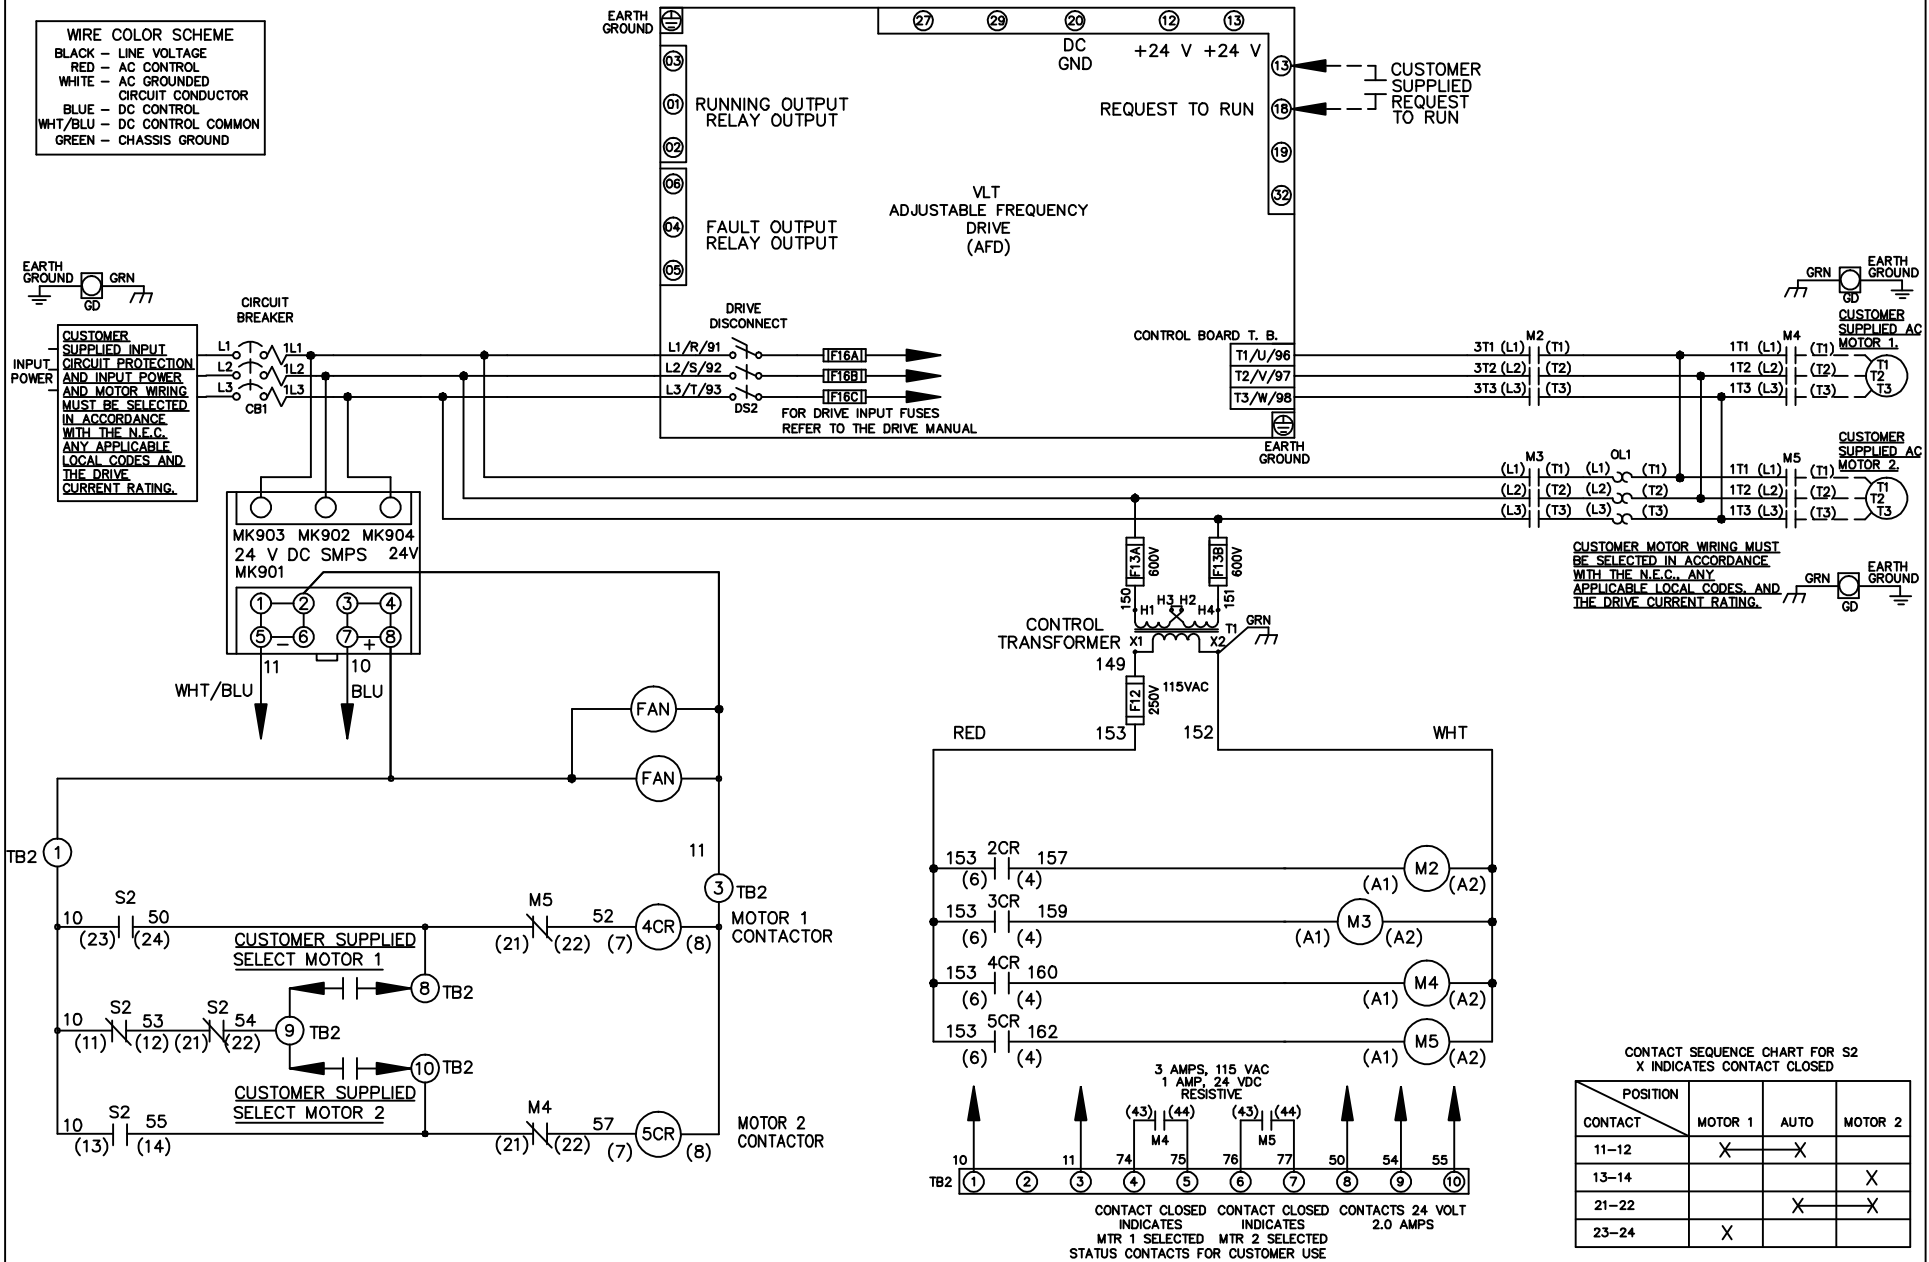 WIRE COLOR SCHEME
BLACK – LINE VOLTAGE
RED – AC CONTROL
WHITE – AC GROUNDED
CIRCUIT CONDUCTOR
BLUE – DC CONTROL
WHT/BLU – DC CONTROL COMMON
GREEN – CHASSIS GROUND
EARTH
GROUND
27 29 20 12 13
DC
GND
+24 V +24 V
03
01
02
RUNNING OUTPUT
RELAY OUTPUT
06
04
05
FAULT OUTPUT
RELAY OUTPUT
REQUEST TO RUN
13
18
19
32
CUSTOMER
SUPPLIED
REQUEST
TO RUN
VLT
ADJUSTABLE FREQUENCY
DRIVE
(AFD)
EARTH
GROUND
GRN
GD
INPUT
POWER
CUSTOMER
SUPPLIED INPUT
CIRCUIT PROTECTION
AND INPUT POWER
AND MOTOR WIRING
MUST BE SELECTED
IN ACCORDANCE
WITH THE N.E.C.
ANY APPLICABLE
LOCAL CODES AND
THE DRIVE
CURRENT RATING.
CIRCUIT
BREAKER
L1 1L1
L2 1L2
L3 1L3
CB1
DRIVE
DISCONNECT
L1/R/91 F16A
L2/S/92 F16B
L3/T/93 F16C
DS2
FOR DRIVE INPUT FUSES
REFER TO THE DRIVE MANUAL
CONTROL BOARD T. B.
T1/U/96
T2/V/97
T3/W/98
EARTH
GROUND
M2
3T1 (L1) (T1)
3T2 (L2) (T2)
3T3 (L3) (T3)
M4
1T1 (L1) (T1)
1T2 (L2) (T2)
1T3 (L3) (T3)
GRN
GD
EARTH
GROUND
CUSTOMER
SUPPLIED AC
MOTOR 1.
T1
T2
T3
M3 OL1
(L1) (T1) (L1) (T1)
(L2) (T2) (L2) (T2)
(L3) (T3) (L3) (T3)
M5
1T1 (L1) (T1)
1T2 (L2) (T2)
1T3 (L3) (T3)
CUSTOMER
SUPPLIED AC
MOTOR 2.
T1
T2
T3
CUSTOMER MOTOR WIRING MUST
BE SELECTED IN ACCORDANCE
WITH THE N.E.C., ANY
APPLICABLE LOCAL CODES, AND
THE DRIVE CURRENT RATING.
GRN
GD
EARTH
GROUND
MK903 MK902 MK904
24 V DC SMPS 24V
MK901
1 2 3 4
5 – 6 7 + 8
11 10
WHT/BLU BLU
FAN
FAN
TB2 1
11
3 TB2
S2
10 50
(23) (24)
M5
(21) (22)
52
(7) 4CR (8)
MOTOR 1
CONTACTOR
CUSTOMER SUPPLIED
SELECT MOTOR 1
8 TB2
S2 S2
10 53 54
(11) (12) (21) (22)
9 TB2
10 TB2
CUSTOMER SUPPLIED
SELECT MOTOR 2
S2
10 55
(13) (14)
M4
(21) (22)
57
(7) 5CR (8)
MOTOR 2
CONTACTOR
F13A
600V
F13B
600V
150 151
H1 H3 H2 H4
CONTROL
TRANSFORMER
X1 X2 T1
GRN
149
F12
250V
115VAC
153 152
RED WHT
153 2CR 157
(6) (4)
M2
(A1) (A2)
153 3CR 159
(6) (4)
M3
(A1) (A2)
153 4CR 160
(6) (4)
M4
(A1) (A2)
153 5CR 162
(6) (4)
M5
(A1) (A2)
3 AMPS, 115 VAC
1 AMP, 24 VDC
RESISTIVE
(43) (44) (43) (44)
M4 M5
10 11 74 75 76 77 50 54 55
TB2 1 2 3 4 5 6 7 8 9 10
CONTACT CLOSED
INDICATES
MTR 1 SELECTED
CONTACT CLOSED
INDICATES
MTR 2 SELECTED
CONTACTS 24 VOLT
2.0 AMPS
STATUS CONTACTS FOR CUSTOMER USE
CONTACT SEQUENCE CHART FOR S2
X INDICATES CONTACT CLOSED
POSITION
CONTACT MOTOR 1 AUTO MOTOR 2
11–12 X X
13–14 X
21–22 X X
23–24 X